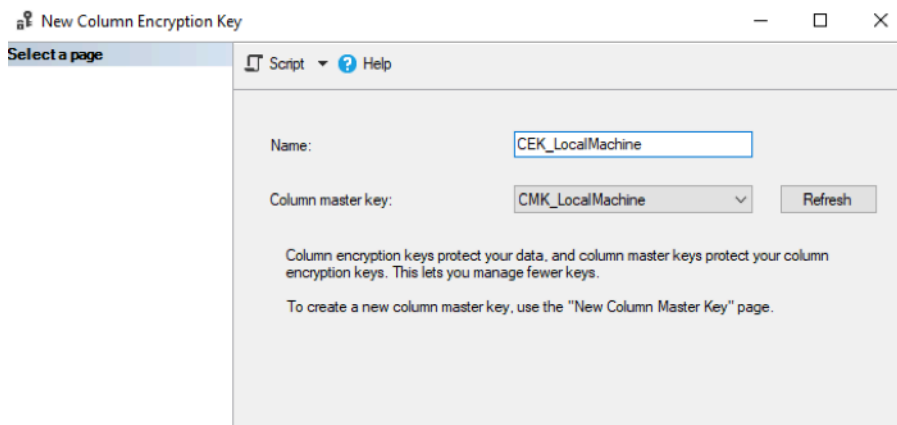 New Column Encryption Key
Select a page
Script Help
Name: CEK_LocalMachine
Column master key: CMK_LocalMachine Refresh
Column encryption keys protect your data, and column master keys protect your column
encryption keys. This lets you manage fewer keys.
To create a new column master key, use the "New Column Master Key" page.